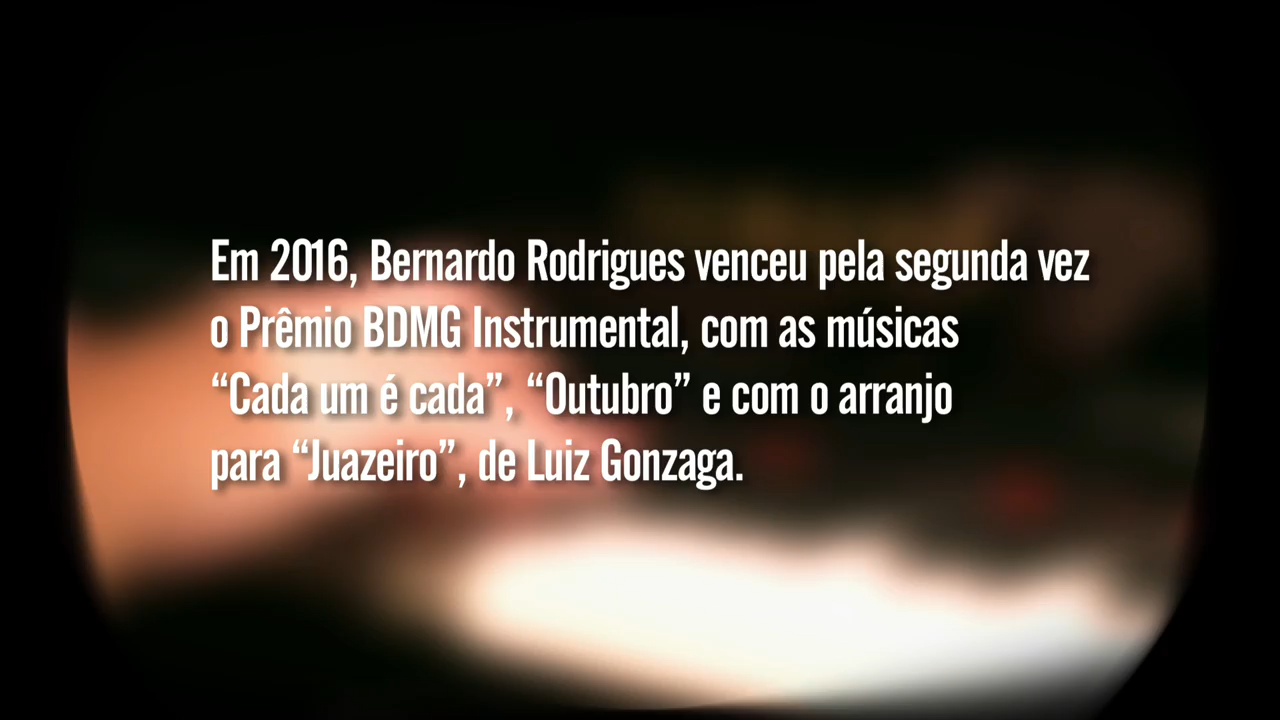 Em 2016, Bernardo Rodrigues venceu pela segunda vez
o Prêmio BDMG Instrumental, com as músicas
“Cada um é cada”, “Outubro” e com o arranjo
para “Juazeiro”, de Luiz Gonzaga.